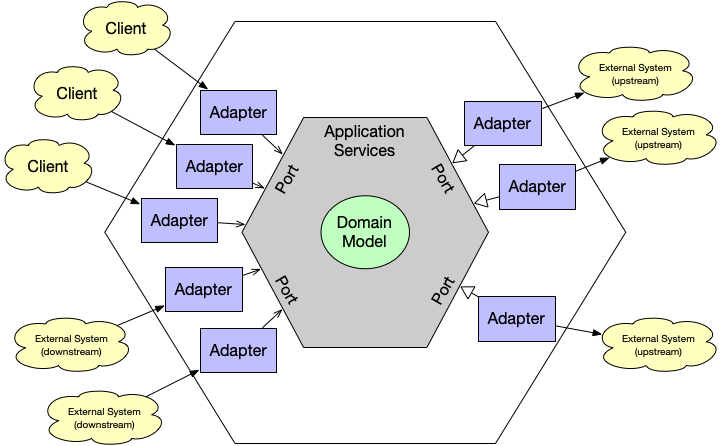 Client
Client
Client
Adapter
Adapter
Adapter
Adapter
Adapter
External System
(downstream)
External System
(downstream)
Port
Port
Application
Services
Domain
Model
Port
Port
Adapter
Adapter
Adapter
External System
(upstream)
External System
(upstream)
External System
(upstream)